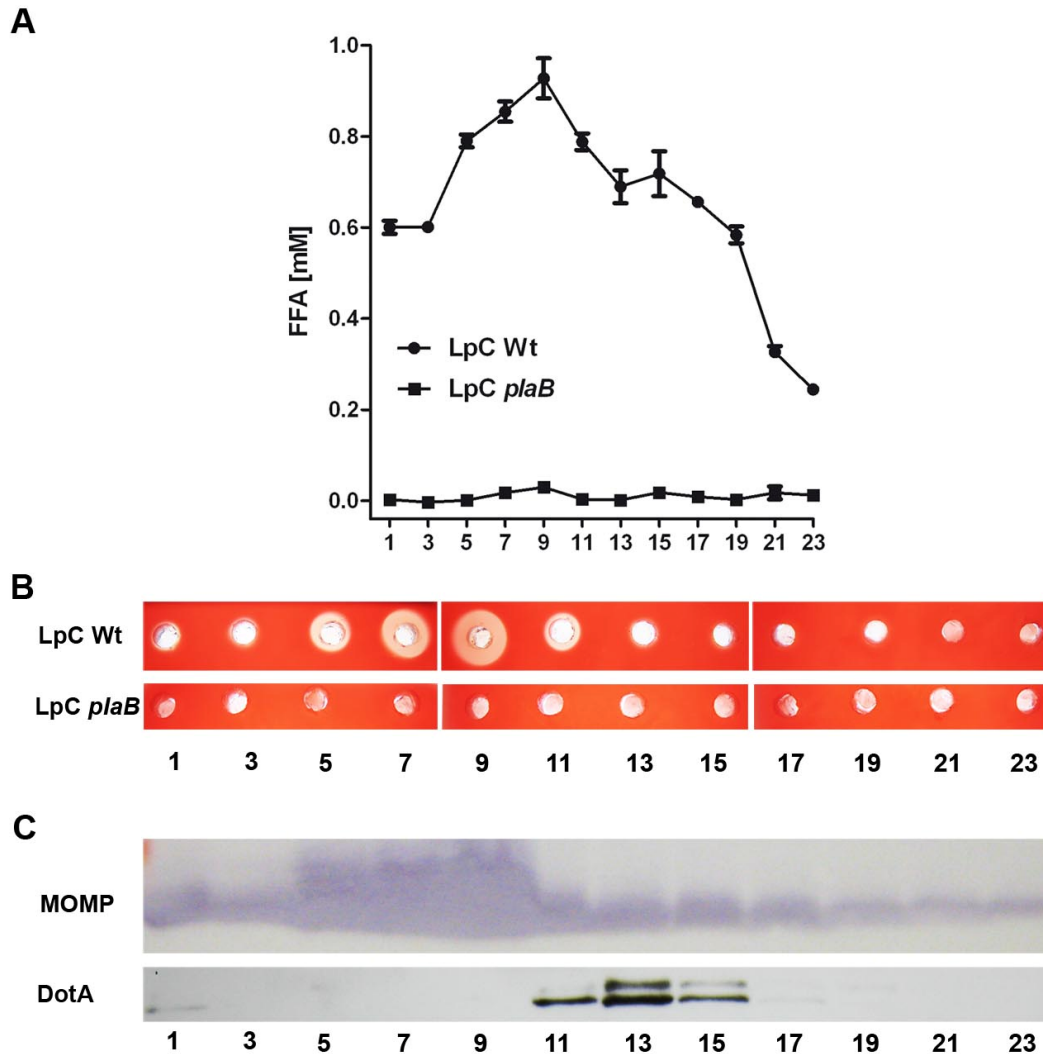 A
1.0
0.8
0.6
0.4
0.2
0.0
FFA [mM]
LpC Wt
LpC plaB
1 3 5 7 9 11 13 15 17 19 21 23
B
LpC Wt
LpC plaB
1 3 5 7 9 11 13 15 17 19 21 23
C
MOMP
DotA
1 3 5 7 9 11 13 15 17 19 21 23